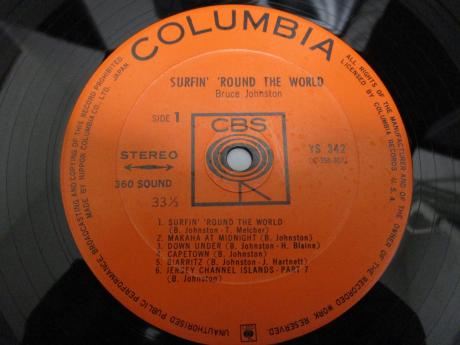 COLUMBIA
SURFIN' 'ROUND THE WORLD
Bruce Johnston
SIDE 1
CBS
YS 342
STEREO
360 SOUND
33⅓
1. SURFIN' 'ROUND THE WORLD
(B. Johnston-T. Melcher)
2. MAKAHA AT MIDNIGHT (B. Johnston)
3. DOWN UNDER (B. Johnston-H. Blaine)
4. CAPETOWN (B. Johnston)
5. BIARRITZ (B. Johnston-J. Hartnett)
6. JERSEY CHANNEL ISLANDS-PART 7
(B. Johnston)
ALL RIGHTS OF THE MANUFACTURER AND OF THE OWNER OF THE RECORDED WORK RESERVED. UNAUTHORISED PUBLIC PERFORMANCE, BROADCASTING AND COPYING OF THIS RECORD PROHIBITED.
MADE BY NIPPON COLUMBIA CO., LTD., JAPAN.
LICENSED BY COLUMBIA RECORDS U.S.A.